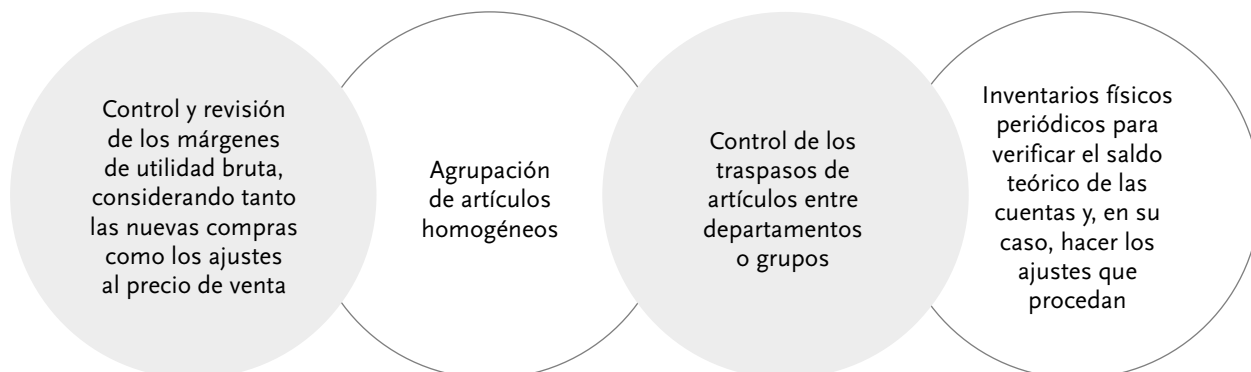 Control y revisión
de los márgenes
de utilidad bruta,
considerando tanto
las nuevas compras
como los ajustes
al precio de venta
Agrupación
de artículos
homogéneos
Control de los
traspasos de
artículos entre
departamentos
o grupos
Inventarios físicos
periódicos para
verificar el saldo
teórico de las
cuentas y, en su
caso, hacer los
ajustes que
procedan